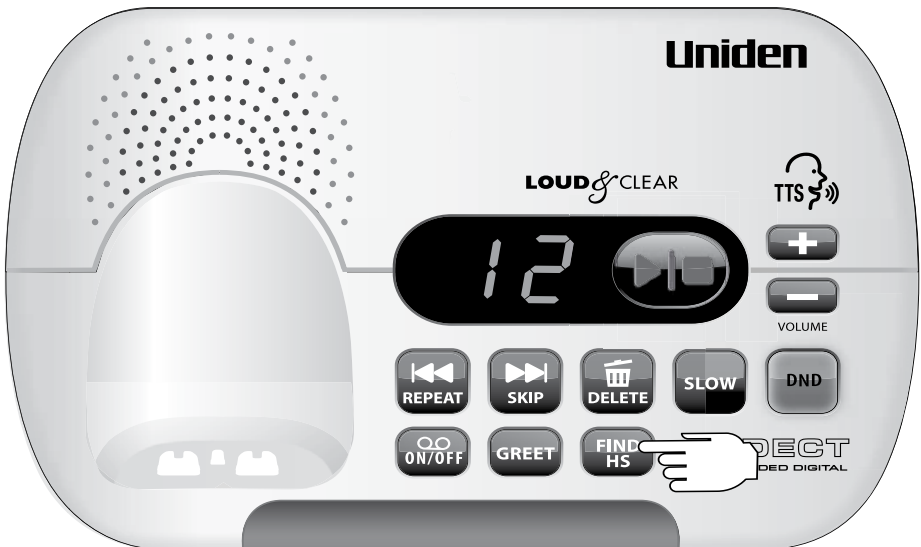 Uniden
LOUD & CLEAR
TTS
12
VOLUME
REPEAT
SKIP
DELETE
SLOW
DND
ON/OFF
GREET
FIND
HS
DECT
DIGITAL